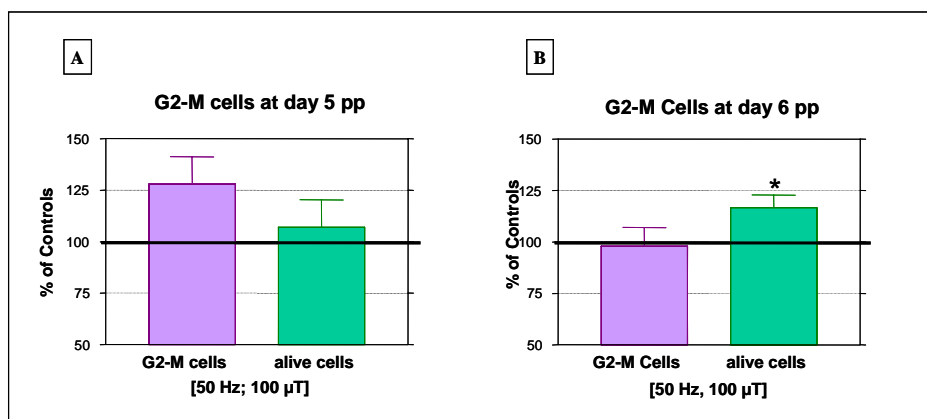 A
G2-M cells at day 5 pp
150
125
100
75
50
% of Controls
G2-M cells alive cells
[50 Hz; 100 µT]
B
G2-M Cells at day 6 pp
150
125
100
75
50
% of Controls
*
G2-M Cells alive cells
[50 Hz, 100 µT]